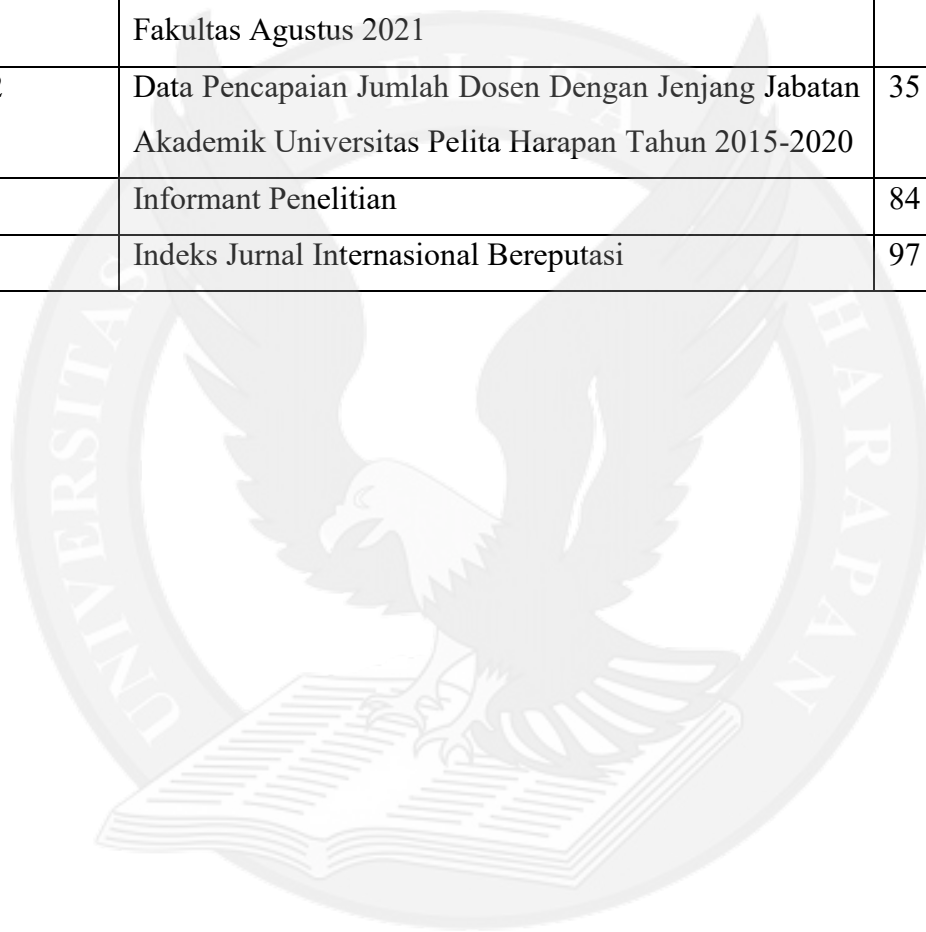 Fakultas Agustus 2021
2 Data Pencapaian Jumlah Dosen Dengan Jenjang Jabatan 35
Akademik Universitas Pelita Harapan Tahun 2015-2020
Informant Penelitian 84
Indeks Jurnal Internasional Bereputasi 97
UNIVERSITAS PELITA HARAPAN